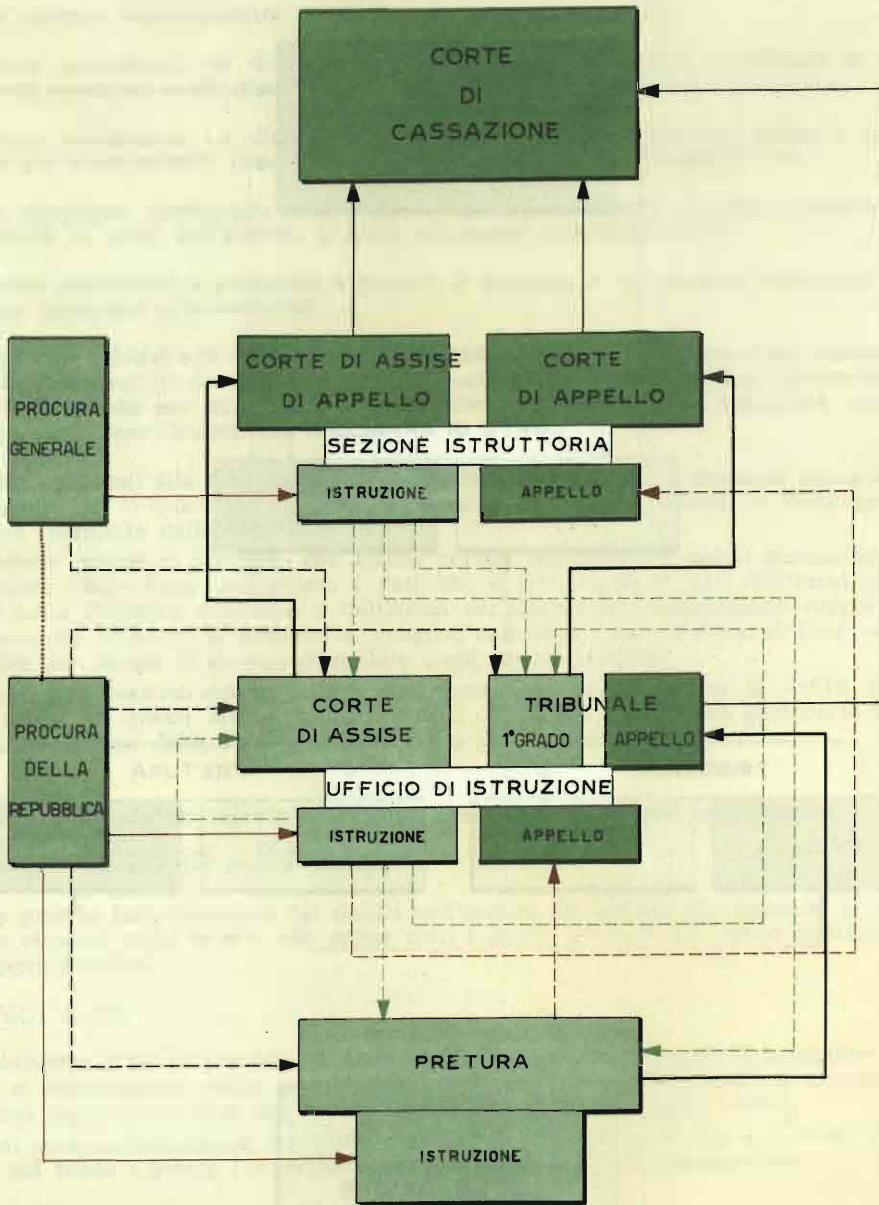 CORTE
DI
CASSAZIONE
CORTE DI ASSISE
DI APPELLO
CORTE
DI APPELLO
PROCURA
GENERALE
SEZIONE ISTRUTTORIA
ISTRUZIONE
APPELLO
PROCURA
DELLA
REPUBBLICA
CORTE
DI ASSISE
TRIBUNALE
1° GRADO
APPELLO
UFFICIO DI ISTRUZIONE
ISTRUZIONE
APPELLO
PRETURA
ISTRUZIONE